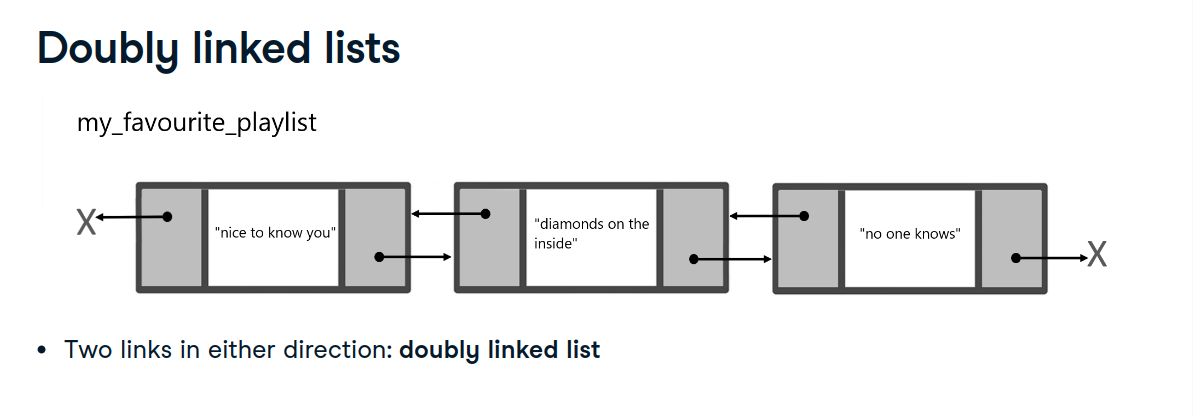 Doubly linked lists
my_favourite_playlist
X
"nice to know you"
"diamonds on the
inside"
"no one knows"
X
• Two links in either direction: doubly linked list